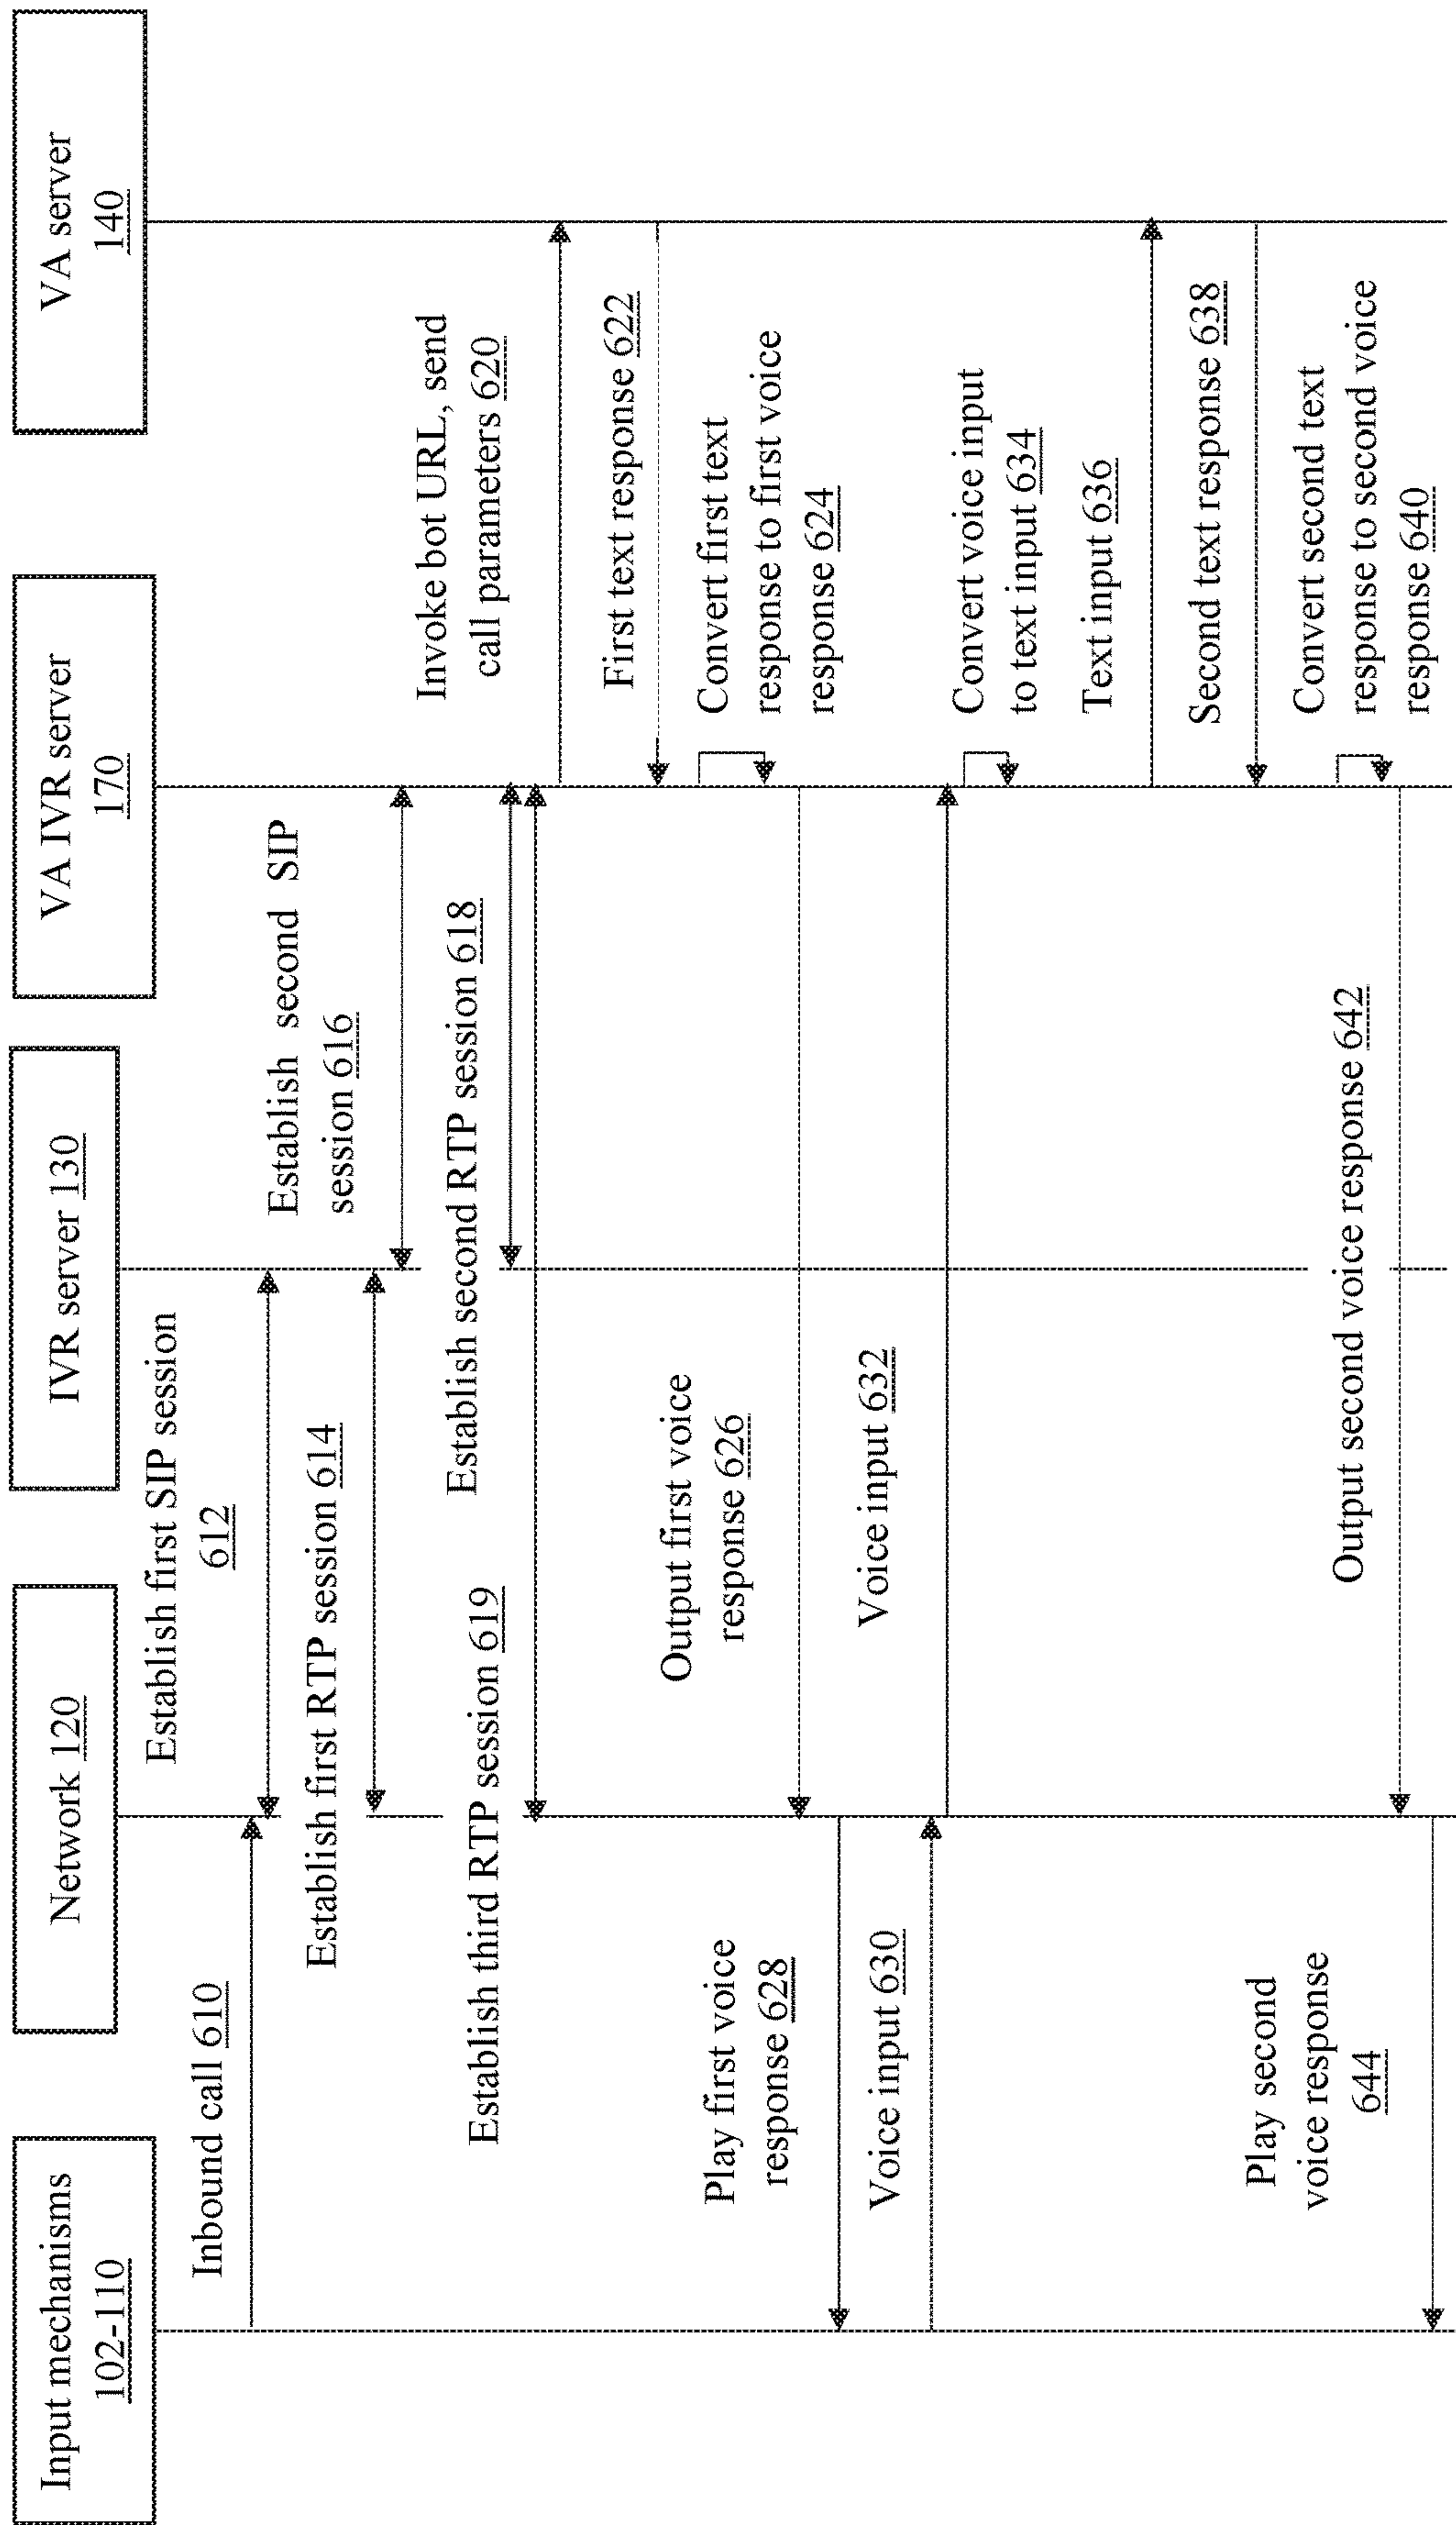 Input mechanisms
102-110
Network 120
IVR server 130
VA IVR server
170
VA server
140
Inbound call 610
Establish first SIP session
612
Establish first RTP session 614
Establish second SIP
session 616
Establish second RTP session 618
Establish third RTP session 619
Invoke bot URL, send
call parameters 620
First text response 622
Convert first text
response to first voice
response 624
Output first voice
response 626
Play first voice
response 628
Voice input 630
Voice input 632
Convert voice input
to text input 634
Text input 636
Second text response 638
Convert second text
response to second voice
response 640
Output second voice response 642
Play second
voice response
644